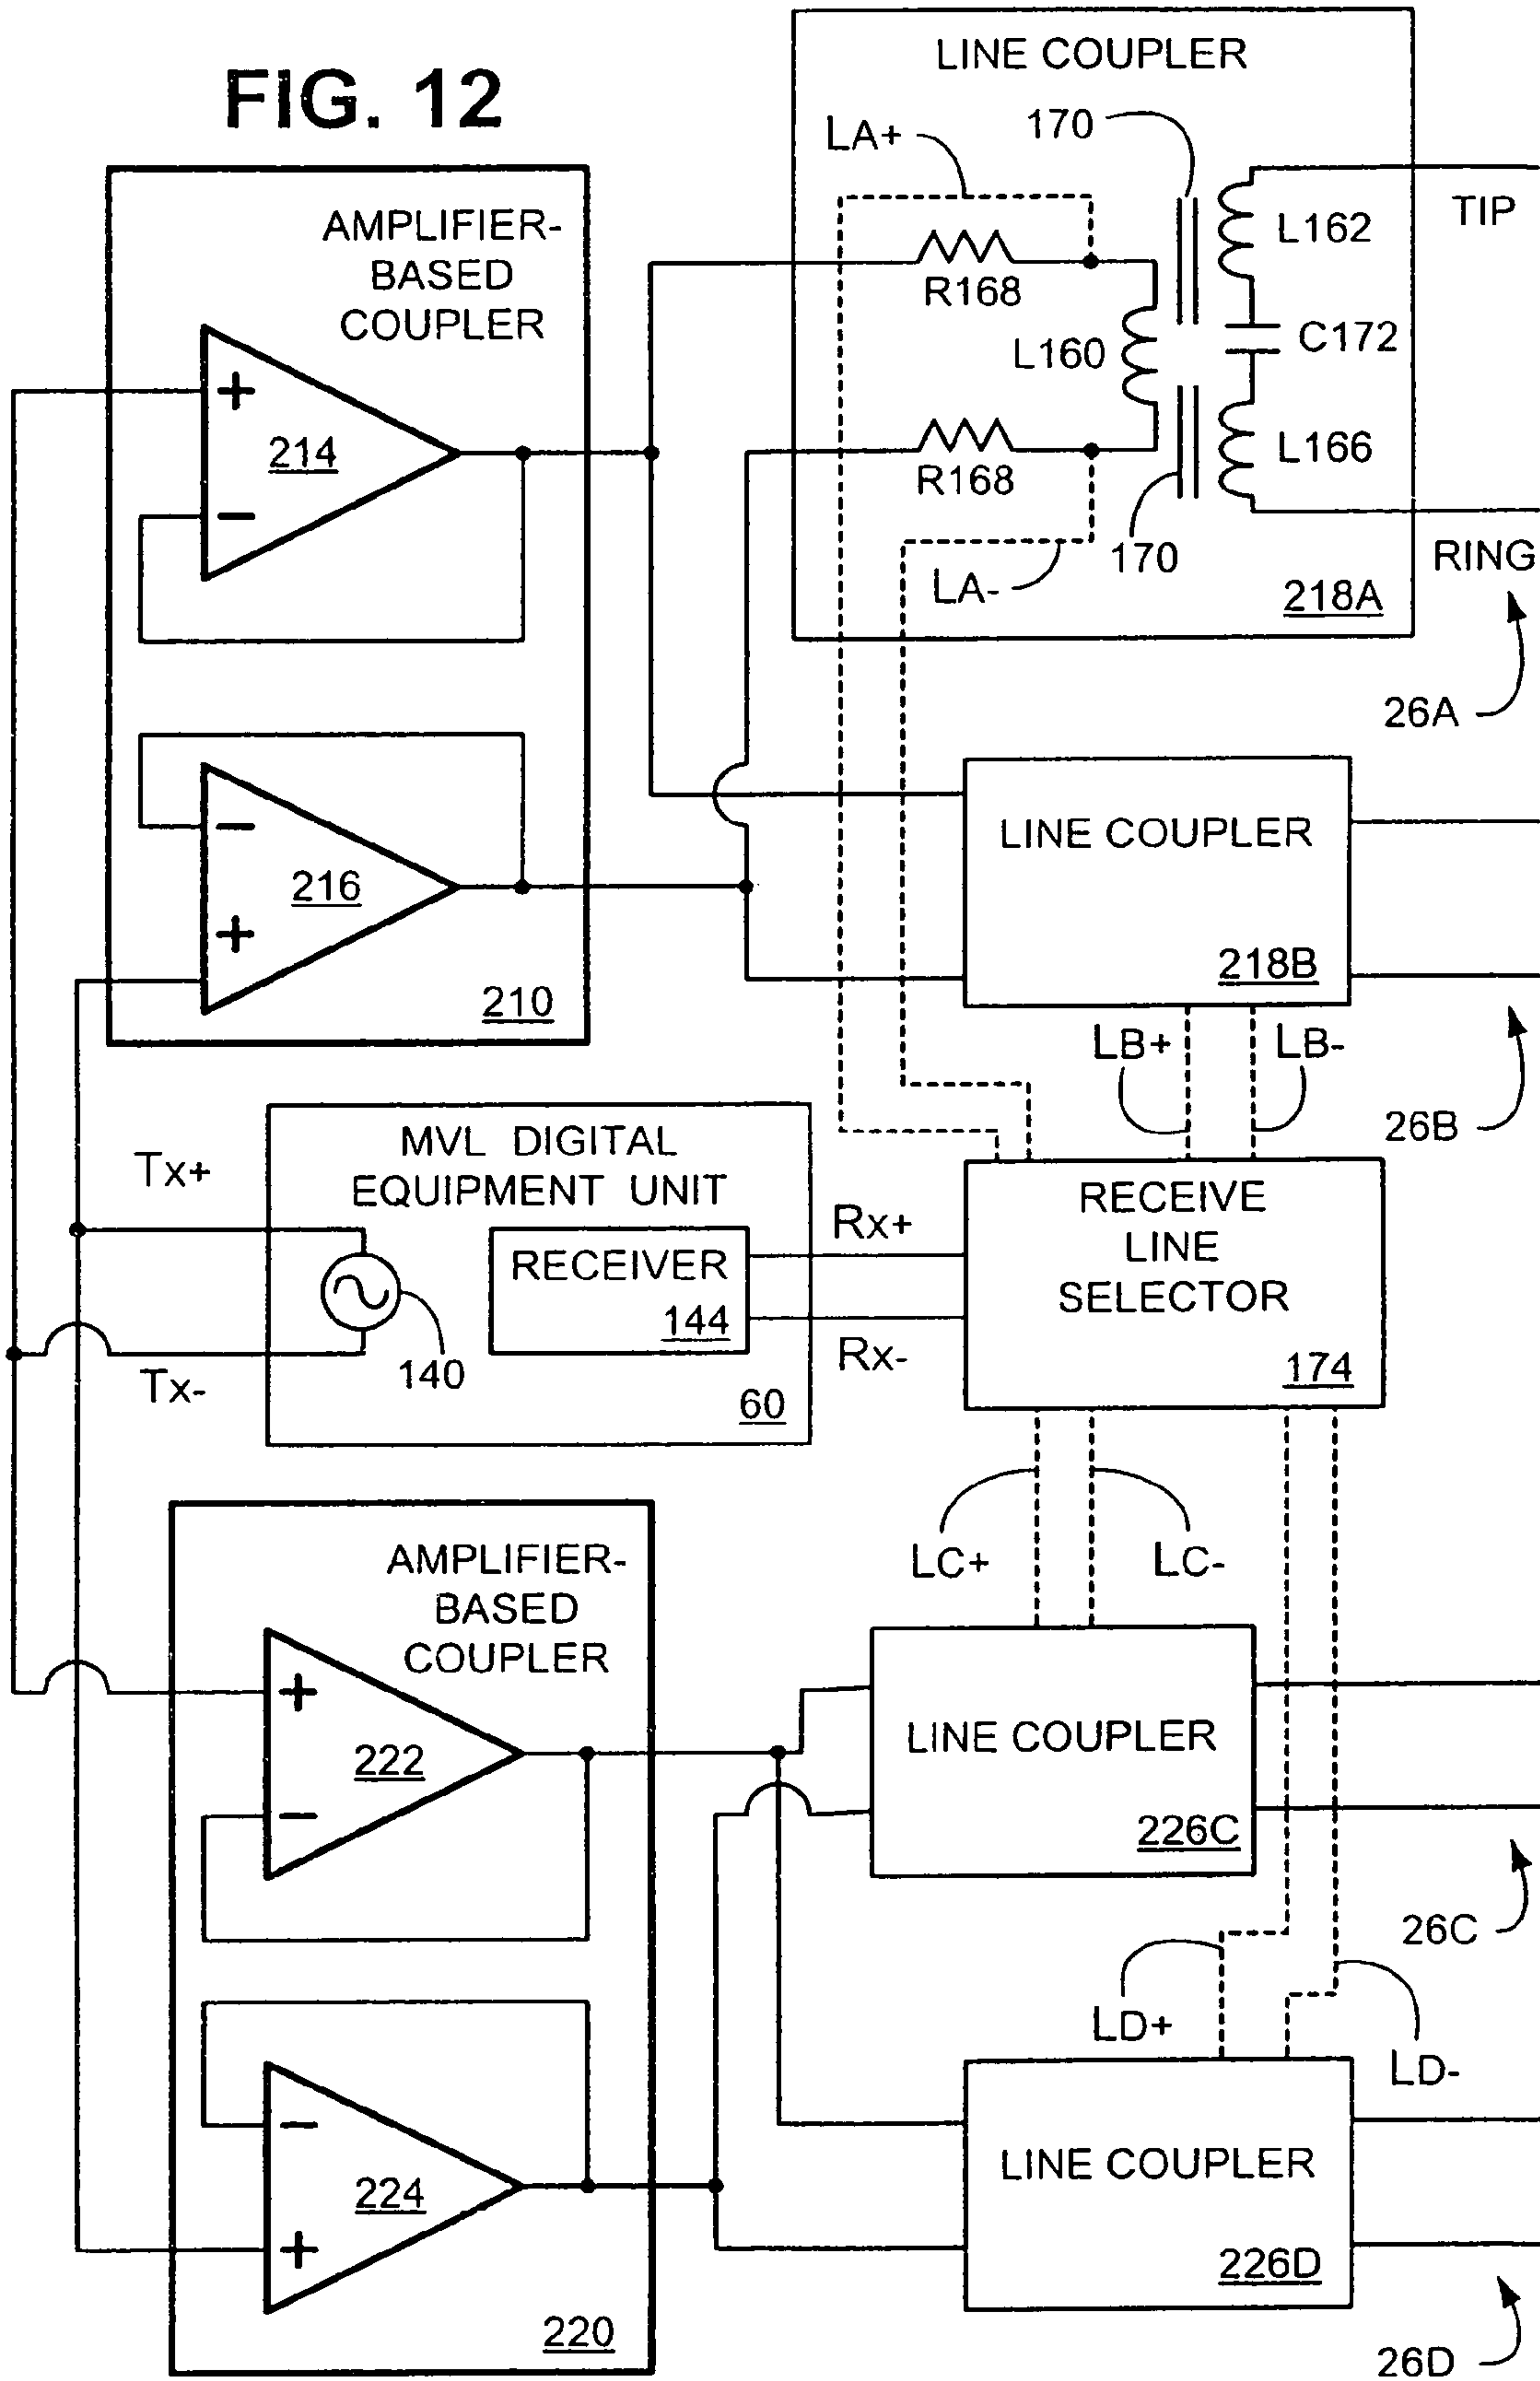 FIG. 12
LINE COUPLER
LA+
170
TIP
L162
R168
C172
L160
L166
R168
170
LA-
RING
218A
26A
AMPLIFIER-
BASED
COUPLER
+
214
−
−
216
+
210
LINE COUPLER
218B
LB+
LB-
26B
Tx+
MVL DIGITAL
EQUIPMENT UNIT
RECEIVER
144
140
60
Tx-
Rx+
Rx-
RECEIVE
LINE
SELECTOR
174
LC+
LC-
AMPLIFIER-
BASED
COUPLER
+
222
−
−
224
+
220
LINE COUPLER
226C
26C
LD+
LD-
LINE COUPLER
226D
26D